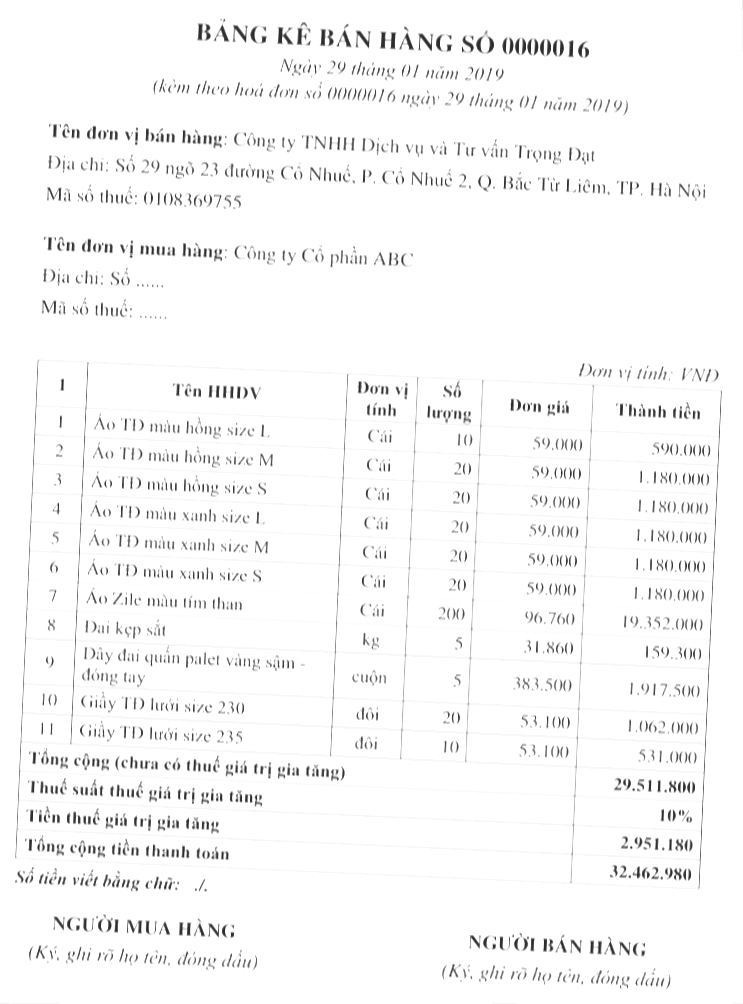 BẢNG KÊ BÁN HÀNG SỐ 0000016
Ngày 29 tháng 01 năm 2019
(kèm theo hoá đơn số 0000016 ngày 29 tháng 01 năm 2019)
Tên đơn vị bán hàng: Công ty TNHH Dịch vụ và Tư vấn Trọng Đạt
Địa chỉ: Số 29 ngõ 23 đường Cổ Nhuế, P. Cổ Nhuế 2, Q. Bắc Từ Liêm, TP. Hà Nội
Mã số thuế: 0108369755
Tên đơn vị mua hàng: Công ty Cổ phần ABC
Địa chỉ: Số ......
Mã số thuế: ......
Đơn vị tính: VNĐ
1 Tên HHDV Đơn vị tính Số lượng Đơn giá Thành tiền
1 Áo TD màu hồng size L Cái 10 59.000 590.000
2 Áo TD màu hồng size M Cái 20 59.000 1.180.000
3 Áo TD màu hồng size S Cái 20 59.000 1.180.000
4 Áo TD màu xanh size L Cái 20 59.000 1.180.000
5 Áo TD màu xanh size M Cái 20 59.000 1.180.000
6 Áo TD màu xanh size S Cái 20 59.000 1.180.000
7 Áo Zile màu tím than Cái 200 96.760 19.352.000
8 Đai kẹp sắt kg 5 31.860 159.300
9 Dây đai quấn palet vàng sậm - đóng tay cuộn 5 383.500 1.917.500
10 Giầy TD lưới size 230 đôi 20 53.100 1.062.000
11 Giầy TD lưới size 235 đôi 10 53.100 531.000
Tổng cộng (chưa có thuế giá trị gia tăng) 29.511.800
Thuế suất thuế giá trị gia tăng 10%
Tiền thuế giá trị gia tăng 2.951.180
Tổng cộng tiền thanh toán 32.462.980
Số tiền viết bằng chữ: ./.
NGƯỜI MUA HÀNG
(Ký, ghi rõ họ tên, đóng dấu)
NGƯỜI BÁN HÀNG
(Ký, ghi rõ họ tên, đóng dấu)